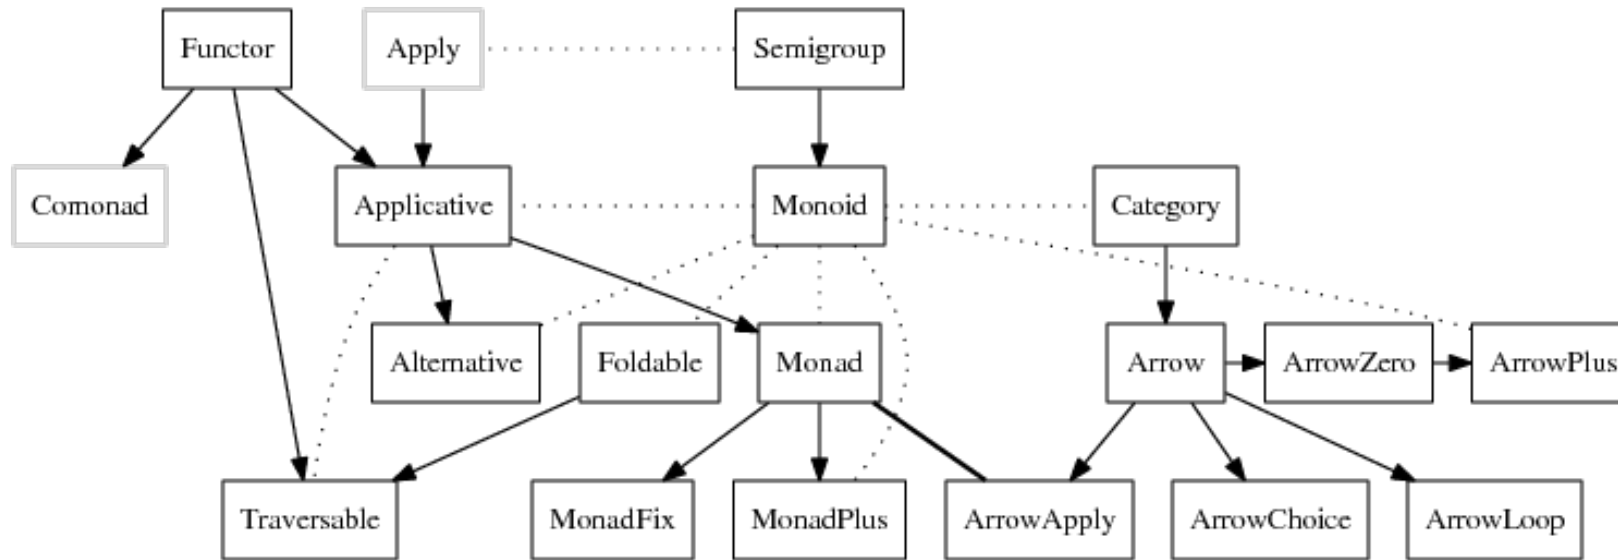 Functor
Apply
Semigroup
Comonad
Applicative
Monoid
Category
Alternative
Foldable
Monad
Arrow
ArrowZero
ArrowPlus
Traversable
MonadFix
MonadPlus
ArrowApply
ArrowChoice
ArrowLoop